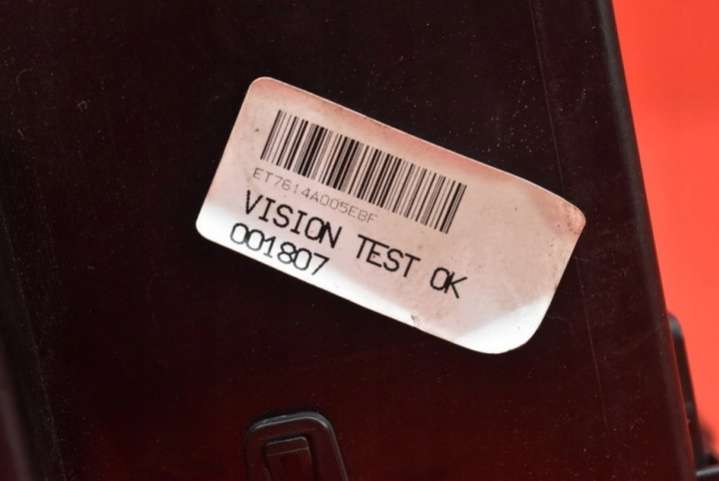 ET7614A005EBF
VISION TEST OK
001807